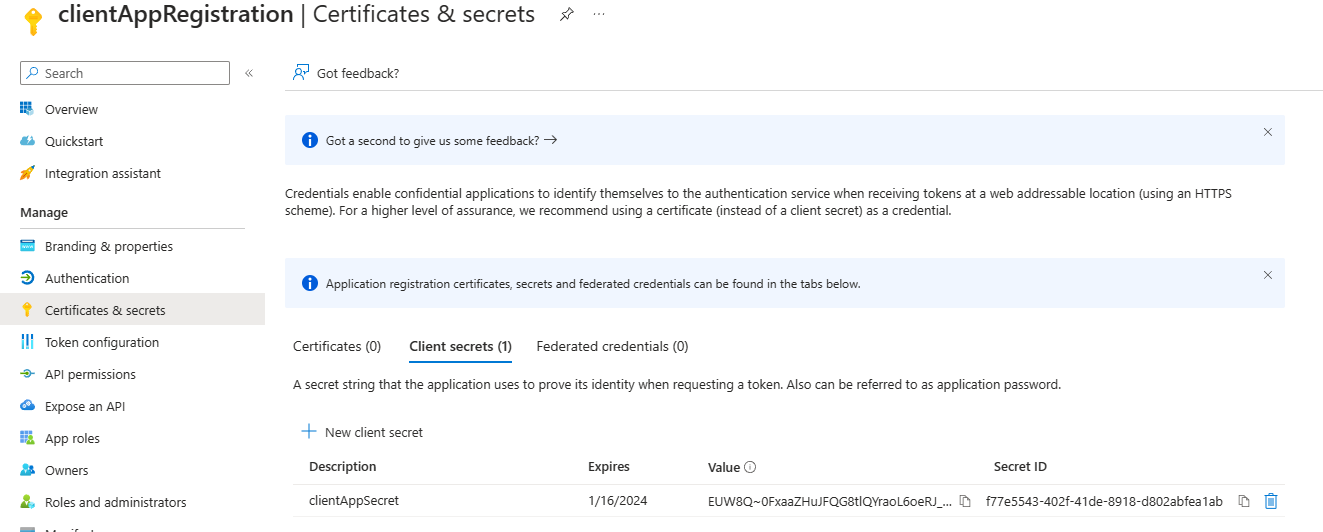 clientAppRegistration | Certificates & secrets
Search
Got feedback?
Overview
Quickstart
Integration assistant
Manage
Branding & properties
Authentication
Certificates & secrets
Token configuration
API permissions
Expose an API
App roles
Owners
Roles and administrators
Got a second to give us some feedback?
Credentials enable confidential applications to identify themselves to the authentication service when receiving tokens at a web addressable location (using an HTTPS
scheme). For a higher level of assurance, we recommend using a certificate (instead of a client secret) as a credential.
Application registration certificates, secrets and federated credentials can be found in the tabs below.
Certificates (0) Client secrets (1) Federated credentials (0)
A secret string that the application uses to prove its identity when requesting a token. Also can be referred to as application password.
New client secret
Description Expires Value Secret ID
clientAppSecret 1/16/2024 EUW8Q~0FxaaZHuJFQG8tlQYraoL6oeRJ_... f77e5543-402f-41de-8918-d802abfea1ab